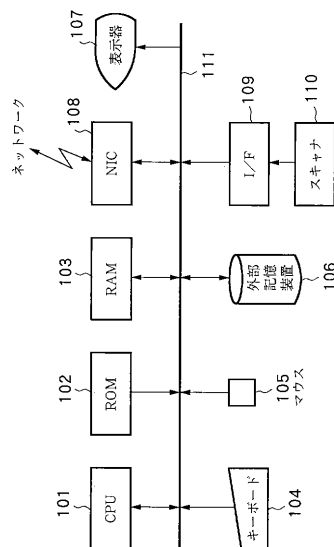 101
CPU
102
ROM
103
RAM
ネットワーク
108
NIC
107
表示器
111
キーボード
104
105
マウス
外部
記憶
装置
106
109
I/F
110
スキャナ